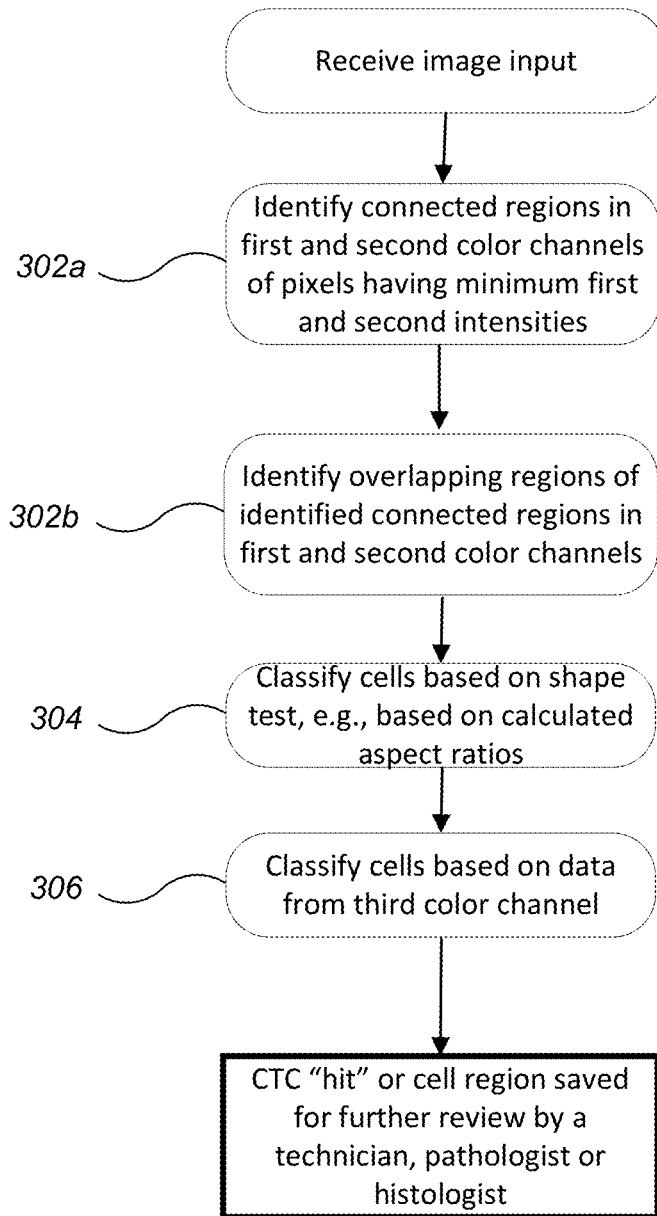 Receive image input
302a
Identify connected regions in
first and second color channels
of pixels having minimum first
and second intensities
302b
Identify overlapping regions of
identified connected regions in
first and second color channels
304
Classify cells based on shape
test, e.g., based on calculated
aspect ratios
306
Classify cells based on data
from third color channel
CTC “hit” or cell region saved
for further review by a
technician, pathologist or
histologist